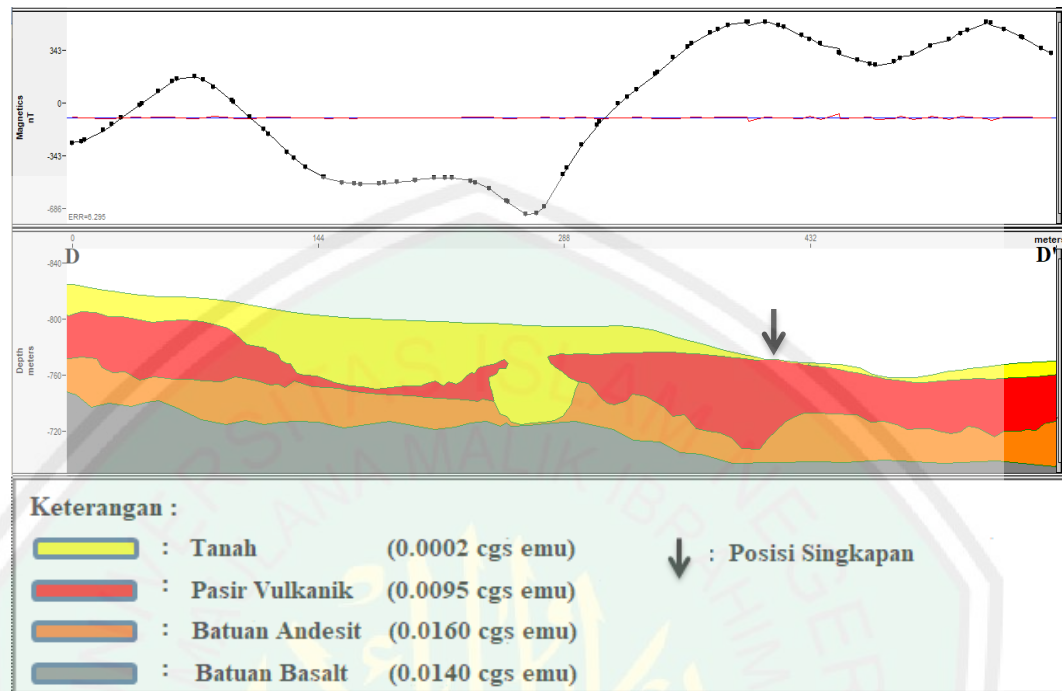 343-
0-
-343-
-686-
Magnetics
nT
ERR=6.295
0 144 288 432 meters
D D'
-840-
-800-
-760-
-720-
Depth
meters
Keterangan :
: Tanah (0.0002 cgs emu)
: Pasir Vulkanik (0.0095 cgs emu)
: Batuan Andesit (0.0160 cgs emu)
: Batuan Basalt (0.0140 cgs emu)
: Posisi Singkapan